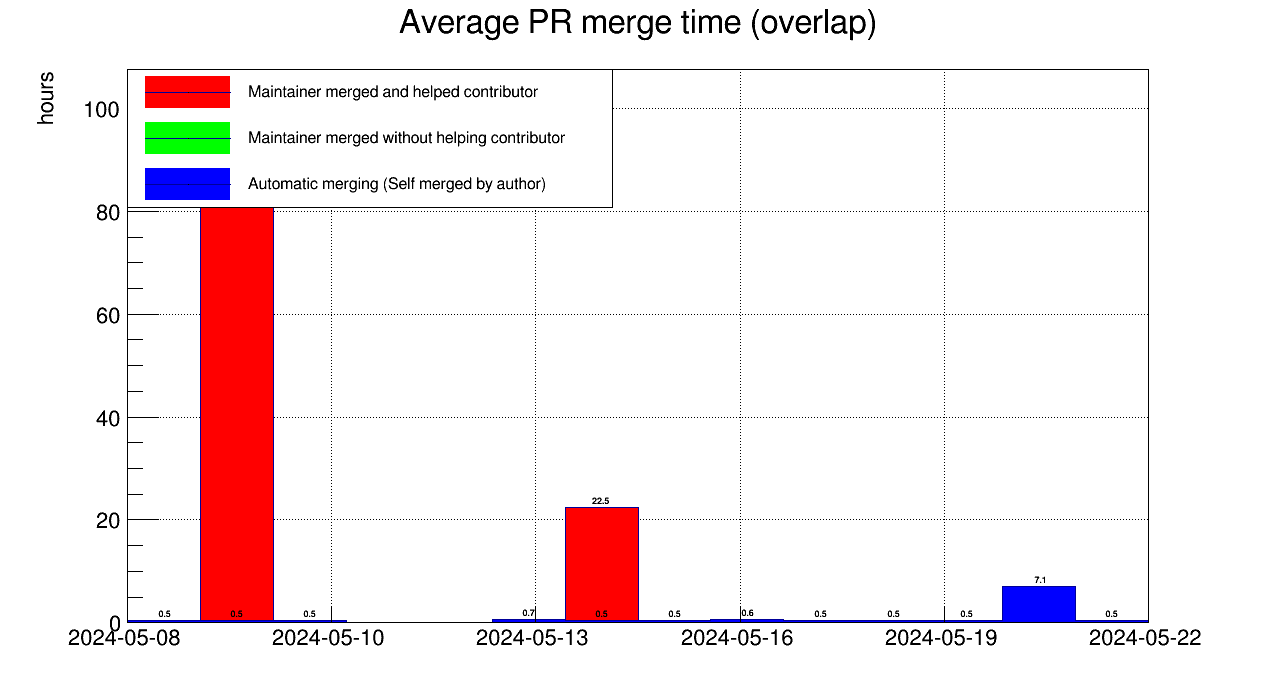 Average PR merge time (overlap)
hours
Maintainer merged and helped contributor
Maintainer merged without helping contributor
Automatic merging (Self merged by author)
100
80
60
40
20
0
22.5
7.1
0.5 0.5 0.5 0.7 0.5 0.5 0.6 0.5 0.5 0.5 0.5
2024-05-08 2024-05-10 2024-05-13 2024-05-16 2024-05-19 2024-05-22